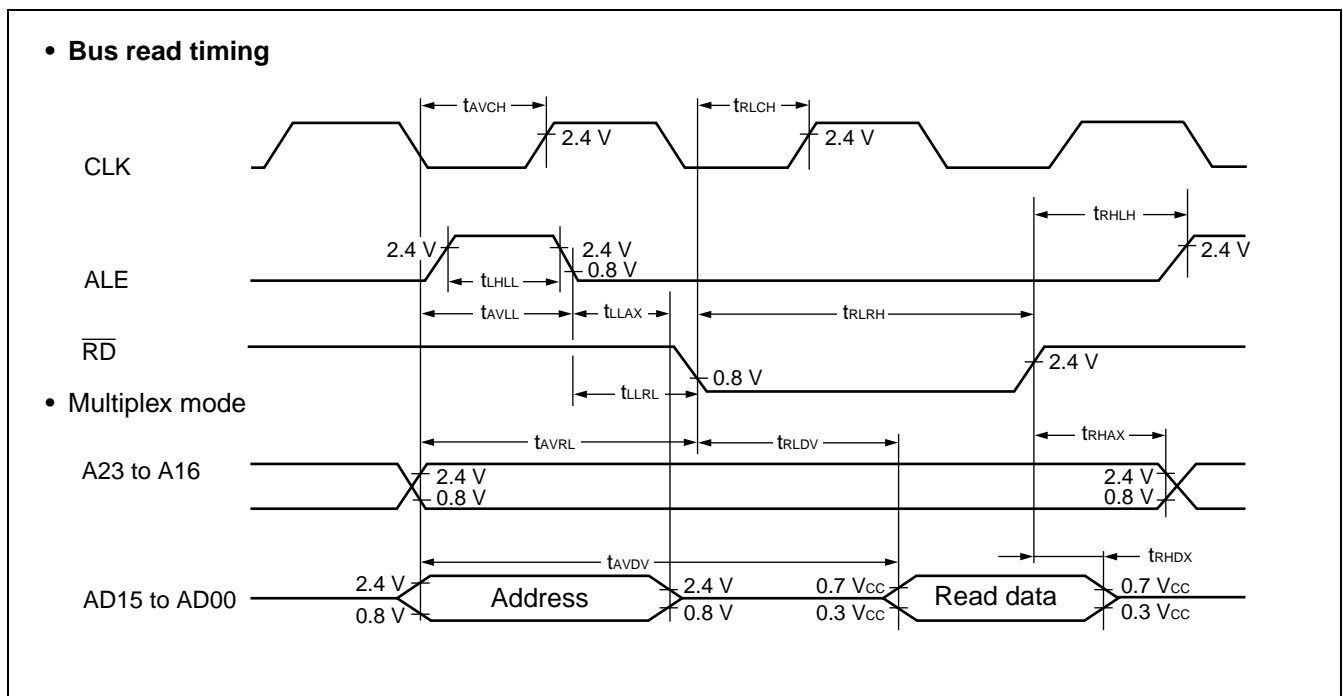 • Bus read timing
tAVCH
tRLCH
CLK
2.4 V
2.4 V
tRHLH
ALE
2.4 V
2.4 V
0.8 V
2.4 V
tLHLL
tAVLL
tLLAX
tRLRH
RD
0.8 V
2.4 V
tLLRL
• Multiplex mode
tAVRL
tRLDV
tRHAX
A23 to A16
2.4 V
0.8 V
2.4 V
0.8 V
tAVDV
tRHDX
AD15 to AD00
2.4 V
0.8 V
Address
2.4 V
0.8 V
0.7 VCC
0.3 VCC
Read data
0.7 VCC
0.3 VCC